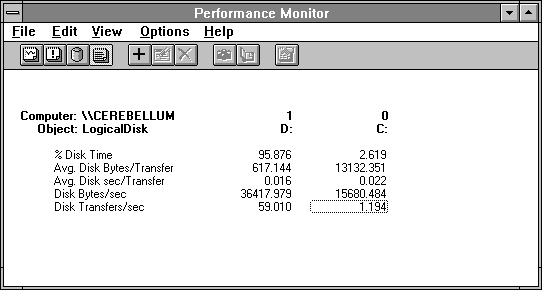 Performance Monitor
File Edit View Options Help
Computer: \\CEREBELLUM 1 0
Object: LogicalDisk D: C:
% Disk Time 95.876 2.619
Avg. Disk Bytes/Transfer 617.144 13132.351
Avg. Disk sec/Transfer 0.016 0.022
Disk Bytes/sec 36417.979 15680.484
Disk Transfers/sec 59.010 1.194